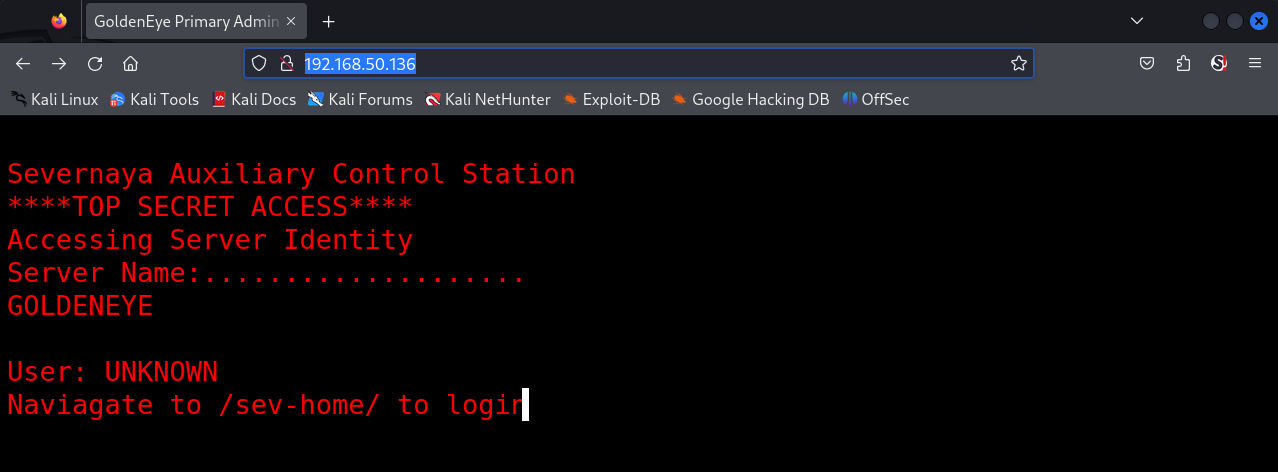 GoldenEye Primary Admin
192.168.50.136
Kali Linux Kali Tools Kali Docs Kali Forums Kali NetHunter Exploit-DB Google Hacking DB OffSec
Severnaya Auxiliary Control Station
****TOP SECRET ACCESS****
Accessing Server Identity
Server Name:....................
GOLDENEYE
User: UNKNOWN
Naviagate to /sev-home/ to login